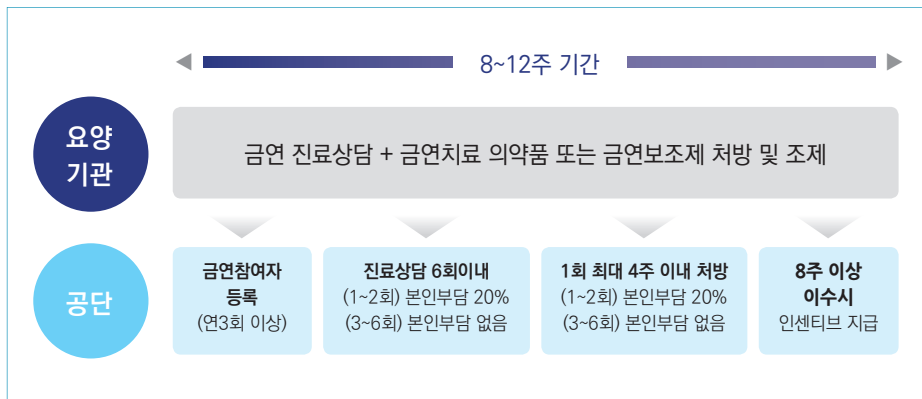 8~12주 기간
요양
기관
금연 진료상담 + 금연치료 의약품 또는 금연보조제 처방 및 조제
공단
금연참여자
등록
(연3회 이상)
진료상담 6회이내
(1~2회) 본인부담 20%
(3~6회) 본인부담 없음
1회 최대 4주 이내 처방
(1~2회) 본인부담 20%
(3~6회) 본인부담 없음
8주 이상
이수시
인센티브 지급